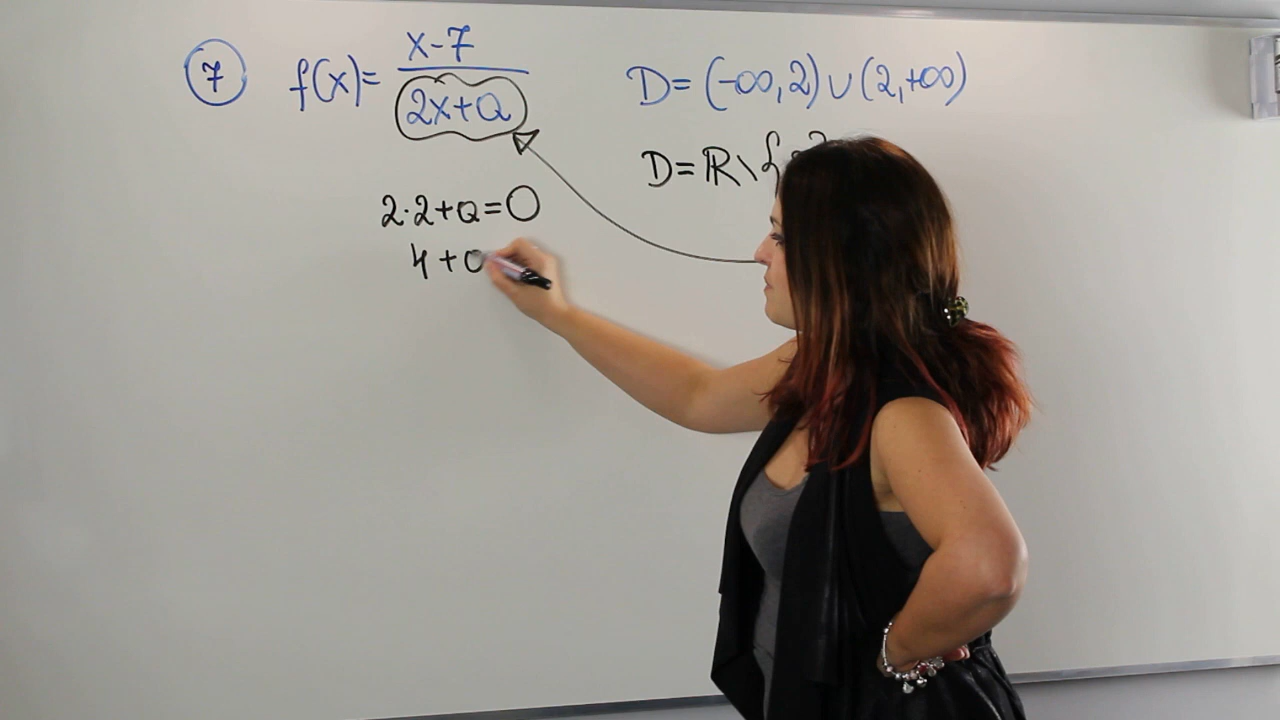 7 f(x)= x-7
2x+a
D=(-∞,2)∪(2,+∞)
D=ℝ\{
2·2+a=0
4+